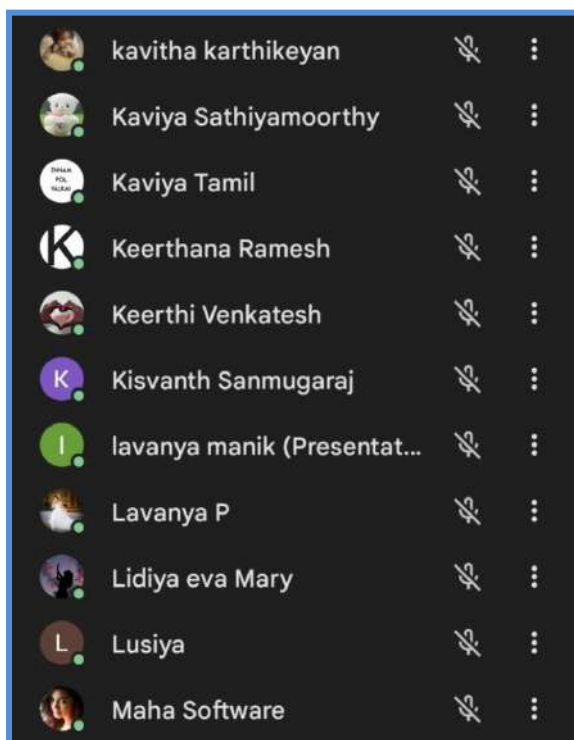 kavitha karthikeyan
Kaviya Sathiyamoorthy
Kaviya Tamil
K
Keerthana Ramesh
Keerthi Venkatesh
K
Kisvanth Sanmugaraj
l
lavanya manik (Presentat...
Lavanya P
Lidiya eva Mary
L
Lusiya
Maha Software